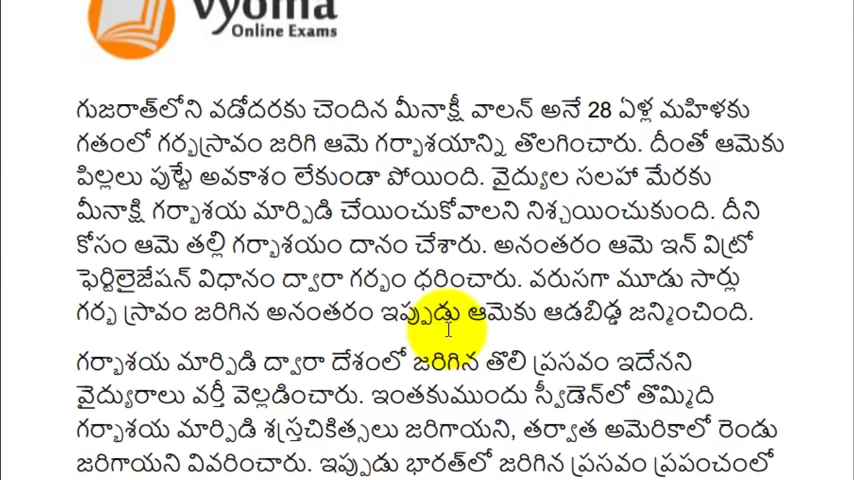 vyoma
Online Exams
గుజరాత్‌లోని వడోదరకు చెందిన మీనాక్షీ వాలన్ అనే 28 ఏళ్ల మహిళకు
గతంలో గర్భస్రావం జరిగి ఆమె గర్భాశయాన్ని తొలగించారు. దీంతో ఆమెకు
పిల్లలు పుట్టే అవకాశం లేకుండా పోయింది. వైద్యుల సలహా మేరకు
మీనాక్షి గర్భాశయ మార్పిడి చేయించుకోవాలని నిశ్చయించుకుంది. దీని
కోసం ఆమె తల్లి గర్భాశయం దానం చేశారు. అనంతరం ఆమె ఇన్ విట్రో
ఫెర్టిలైజేషన్ విధానం ద్వారా గర్భం ధరించారు. వరుసగా మూడు సార్లు
గర్భ స్రావం జరిగిన అనంతరం ఇప్పుడు ఆమెకు ఆడబిడ్డ జన్మించింది.
గర్భాశయ మార్పిడి ద్వారా దేశంలో జరిగిన తొలి ప్రసవం ఇదేనని
వైద్యురాలు వర్తీ వెల్లడించారు. ఇంతకుముందు స్వీడెన్‌లో తొమ్మిది
గర్భాశయ మార్పిడి శస్త్రచికిత్సలు జరిగాయని, తర్వాత అమెరికాలో రెండు
జరిగాయని వివరించారు. ఇప్పుడు భారత్‌లో జరిగిన ప్రసవం ప్రపంచంలో